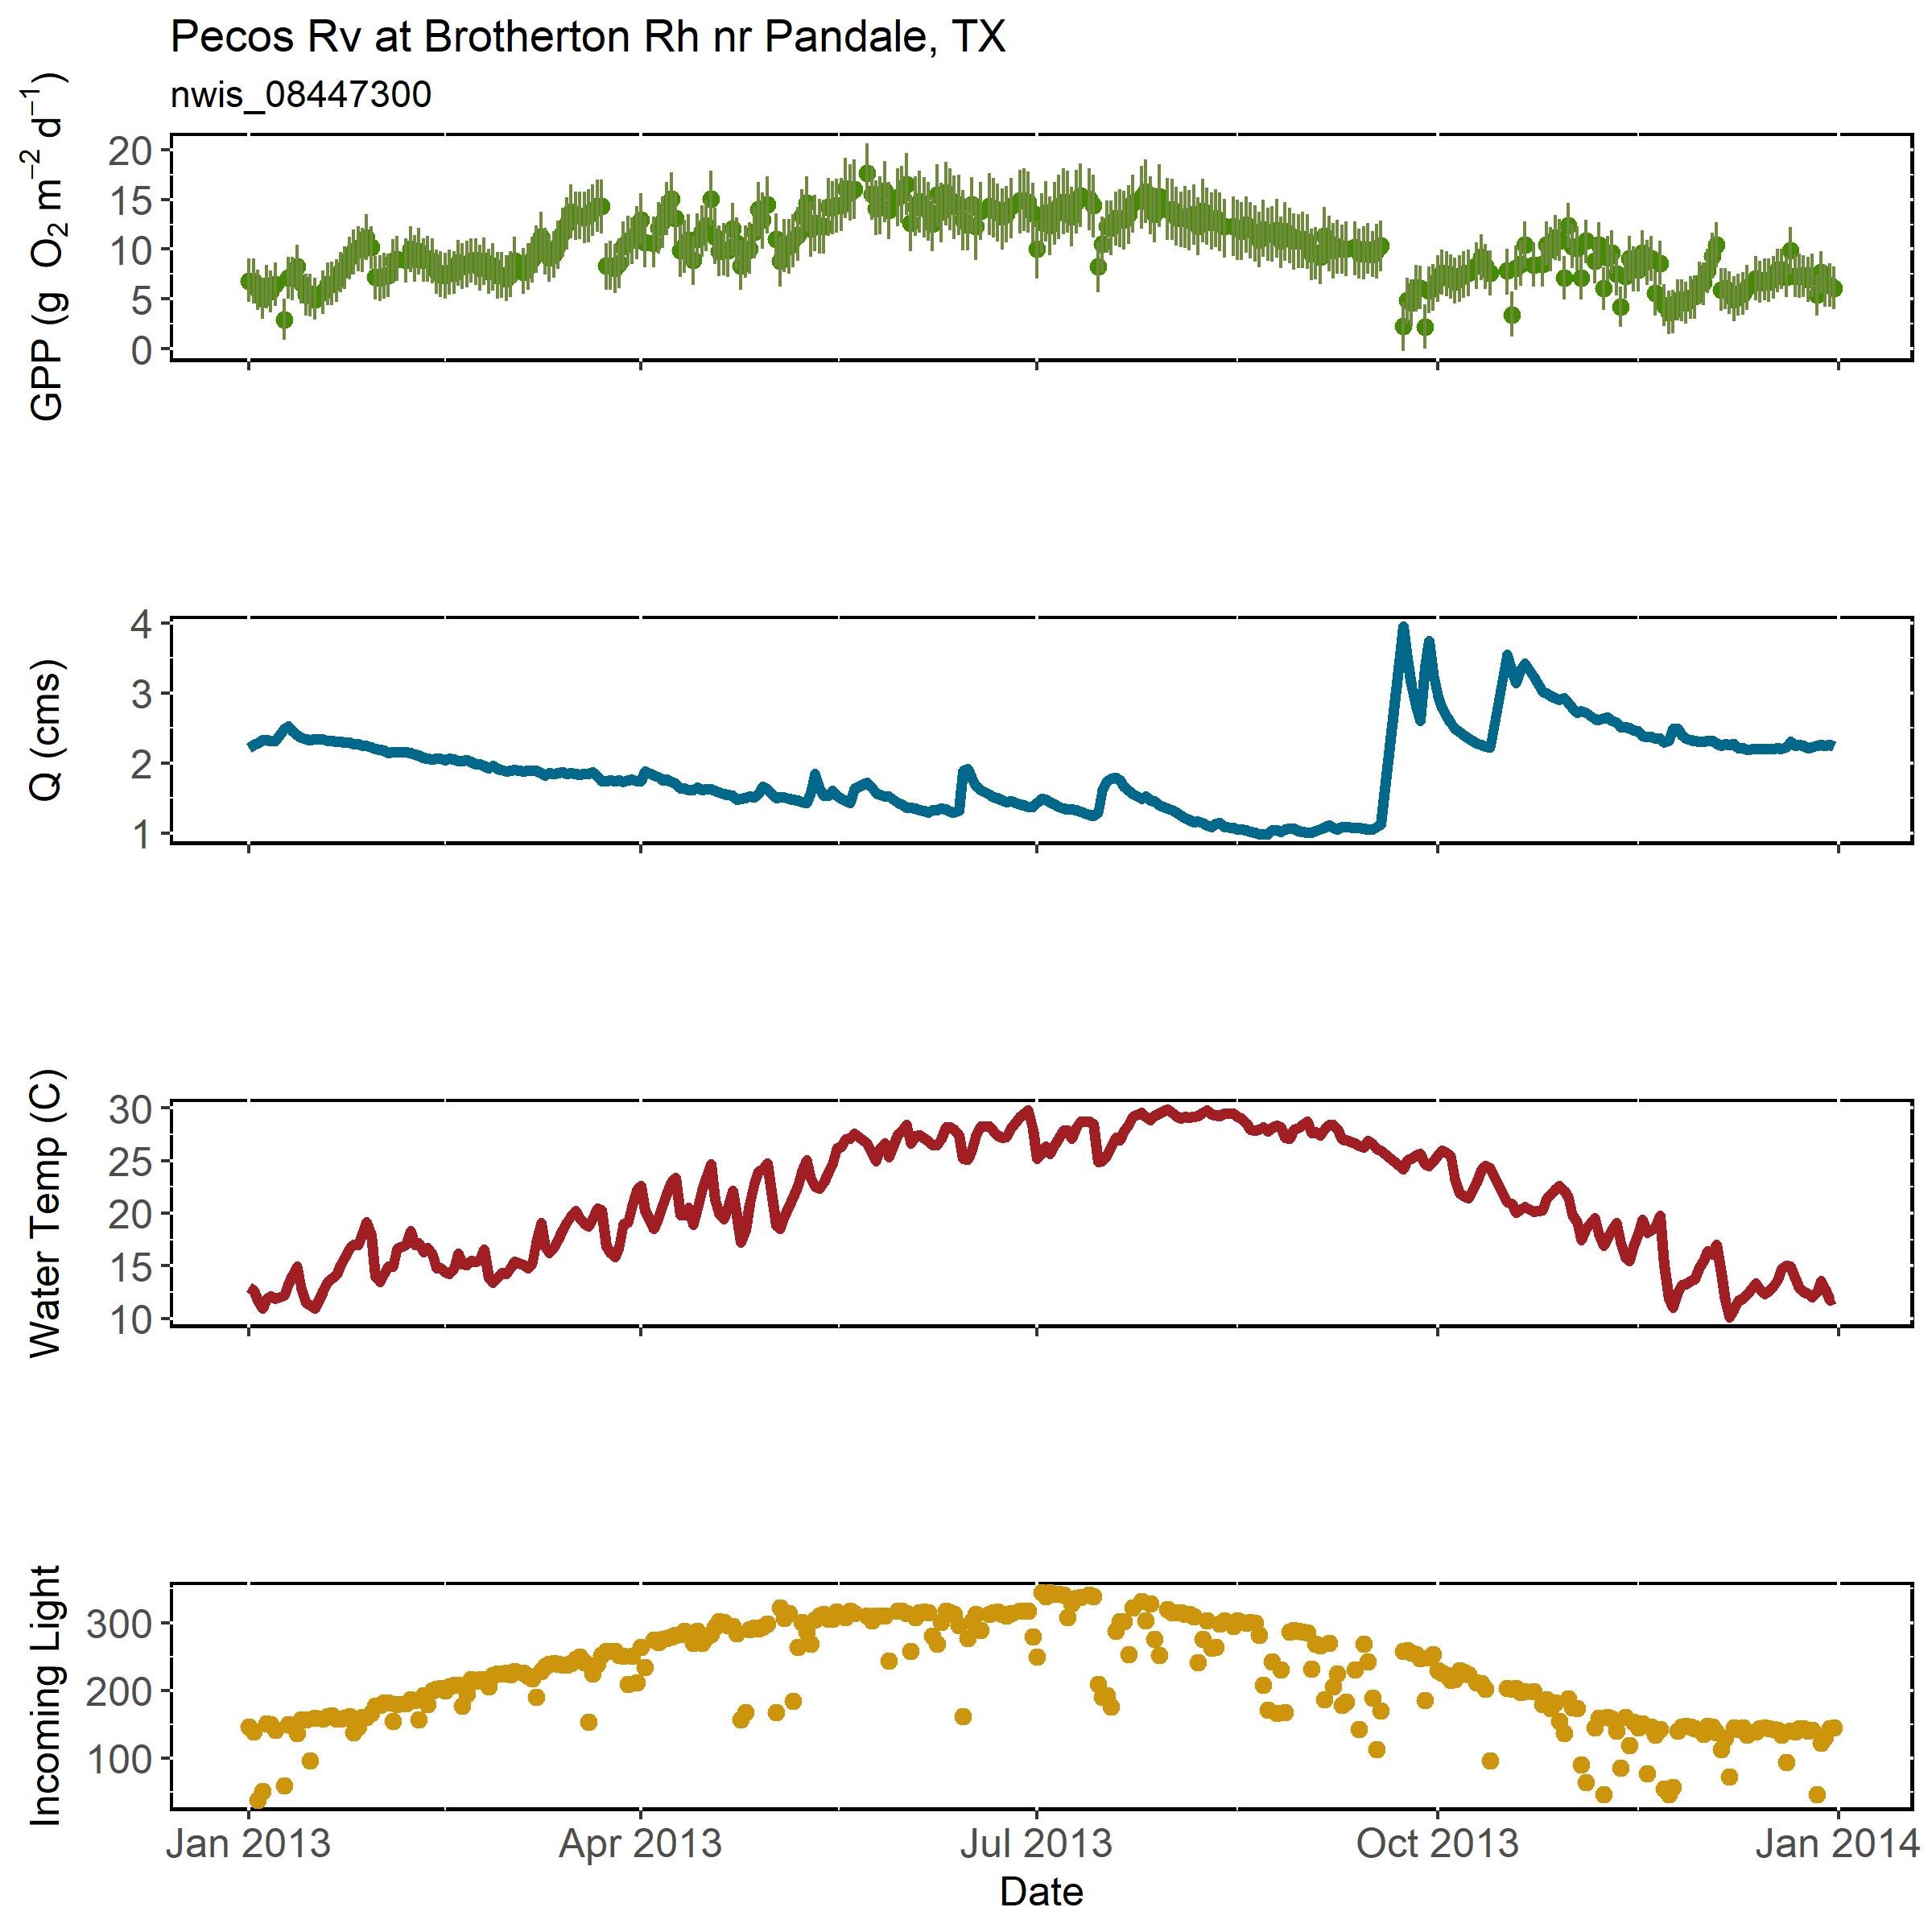 Pecos Rv at Brotherton Rh nr Pandale, TX
nwis_08447300
GPP (g O₂ m⁻² d⁻¹)
20
15
10
5
0
Q (cms)
4
3
2
1
Water Temp (C)
30
25
20
15
10
Incoming Light
300
200
100
Jan 2013 Apr 2013 Jul 2013 Oct 2013 Jan 2014
Date